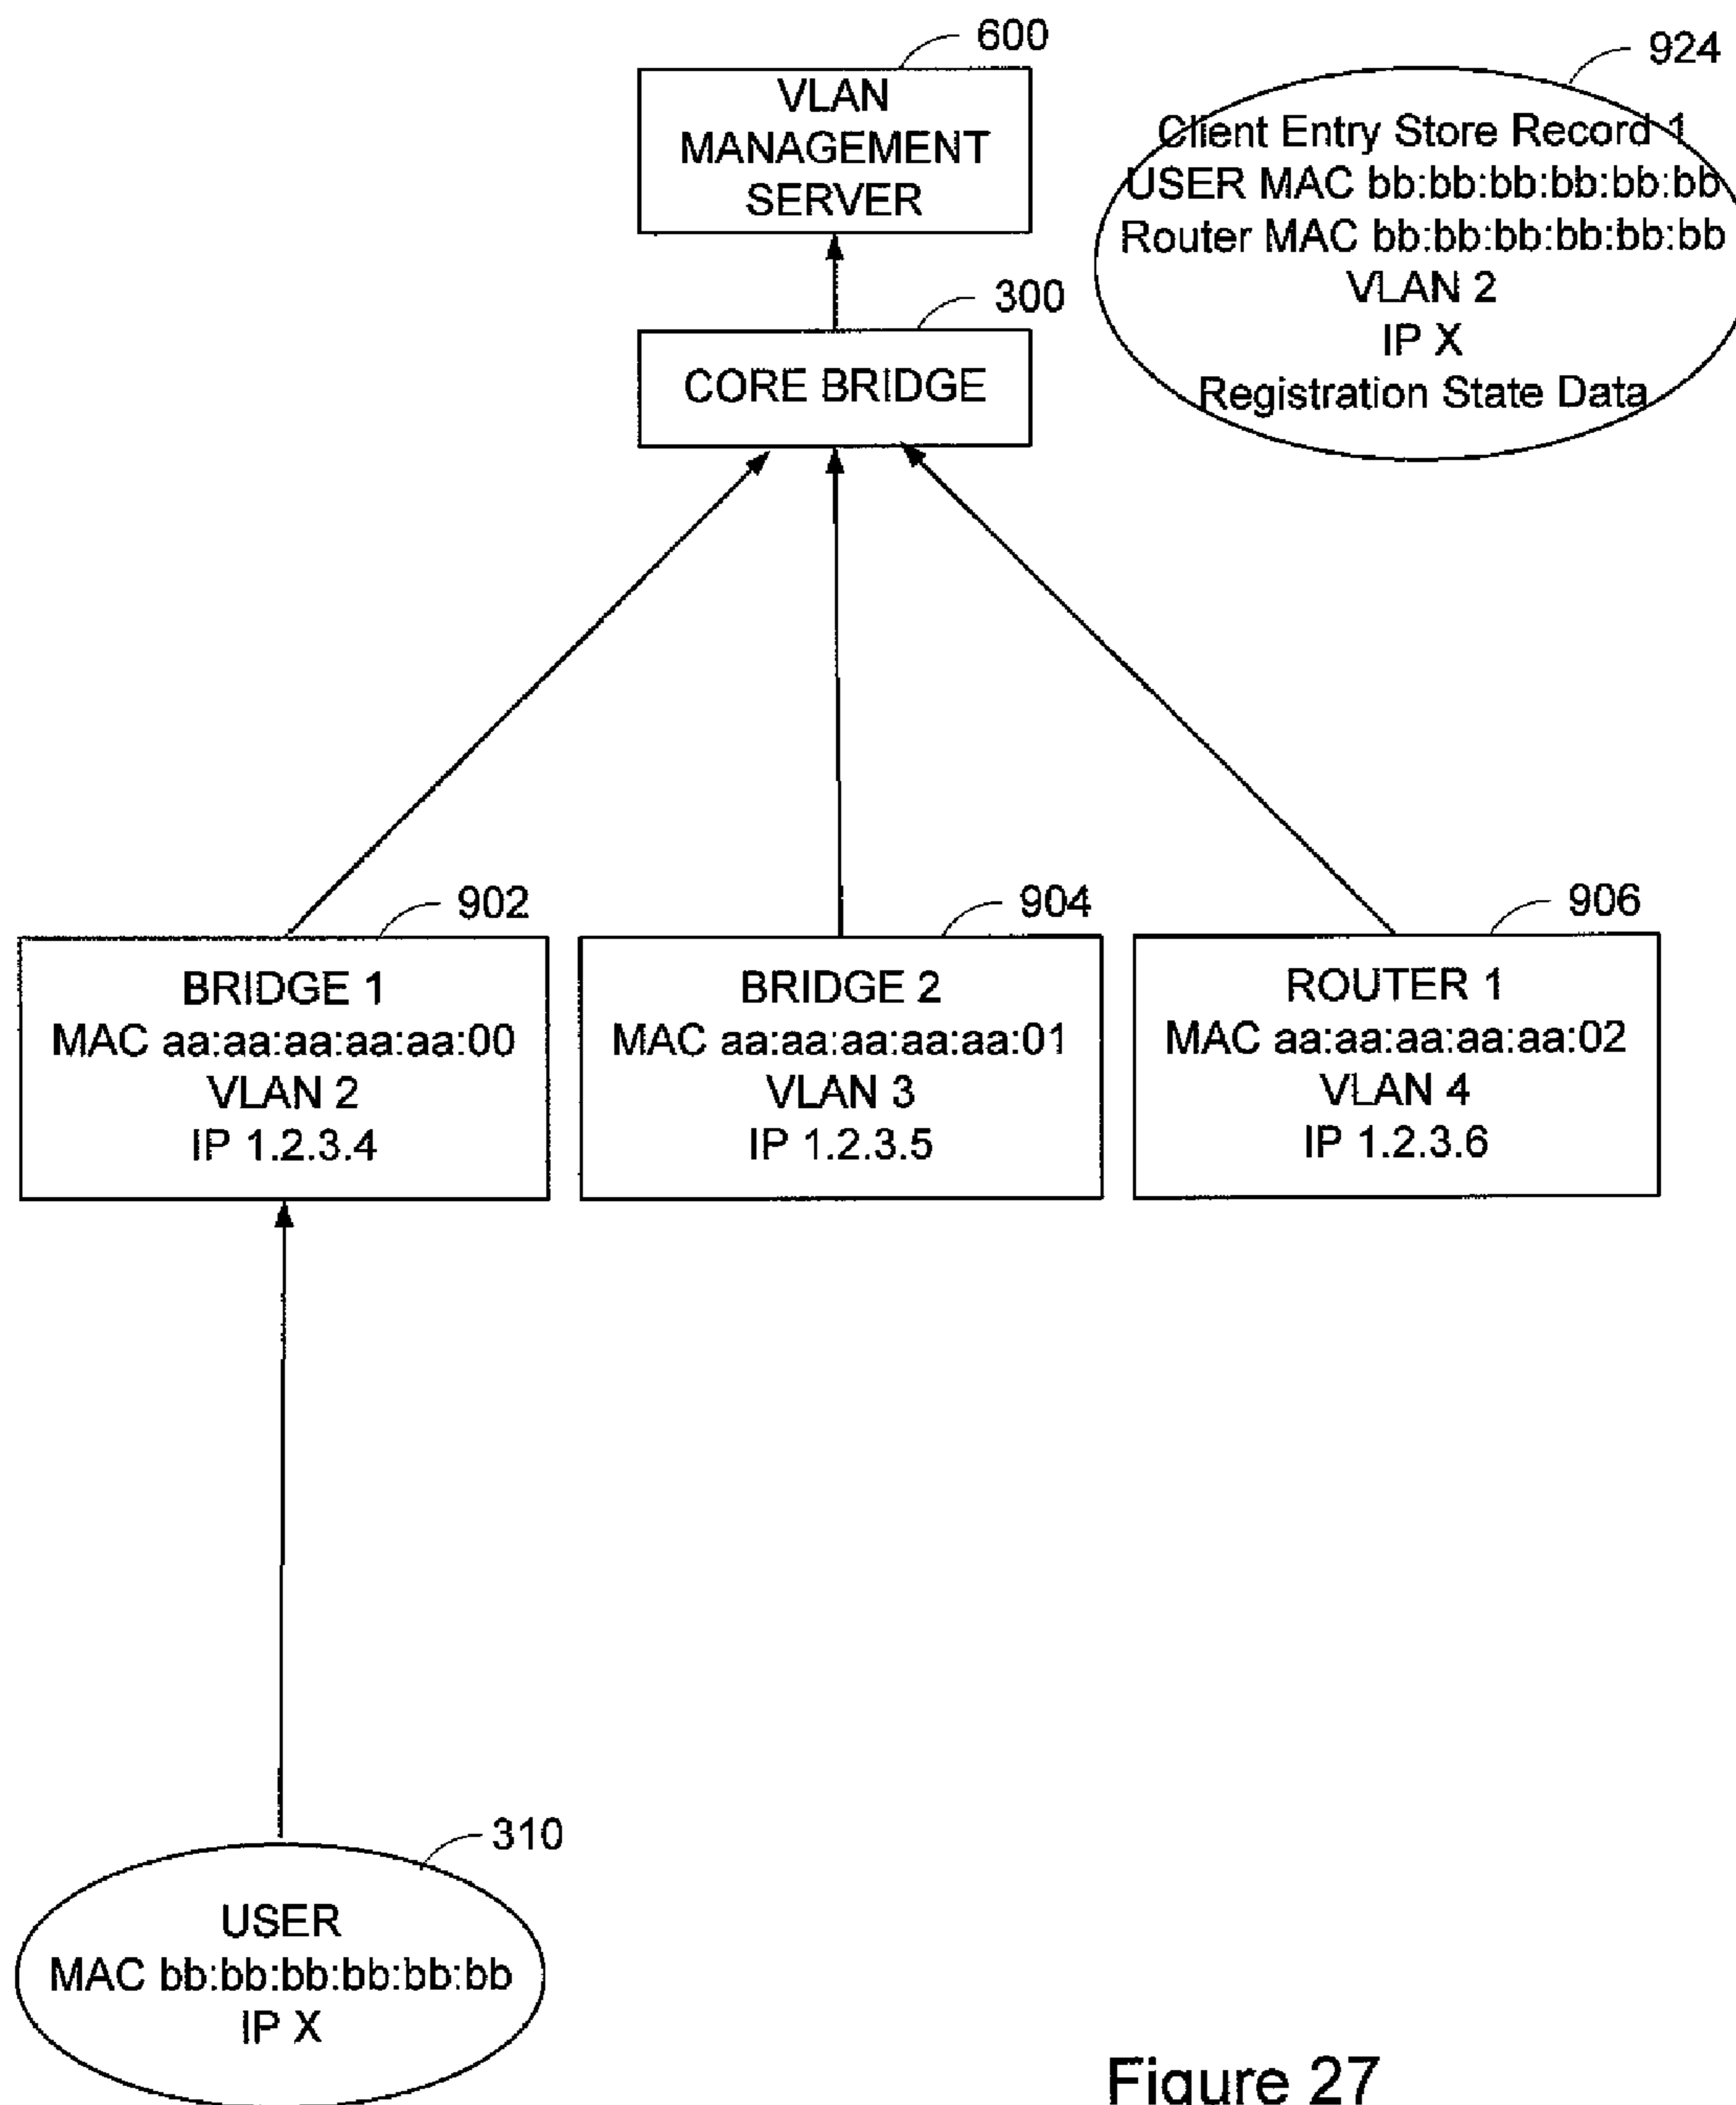 600
VLAN
MANAGEMENT
SERVER
924
Client Entry Store Record 1
USER MAC bb:bb:bb:bb:bb:bb
Router MAC bb:bb:bb:bb:bb:bb
VLAN 2
IP X
Registration State Data
300
CORE BRIDGE
902
BRIDGE 1
MAC aa:aa:aa:aa:aa:00
VLAN 2
IP 1.2.3.4
904
BRIDGE 2
MAC aa:aa:aa:aa:aa:01
VLAN 3
IP 1.2.3.5
906
ROUTER 1
MAC aa:aa:aa:aa:aa:02
VLAN 4
IP 1.2.3.6
310
USER
MAC bb:bb:bb:bb:bb:bb
IP X
Figure 27